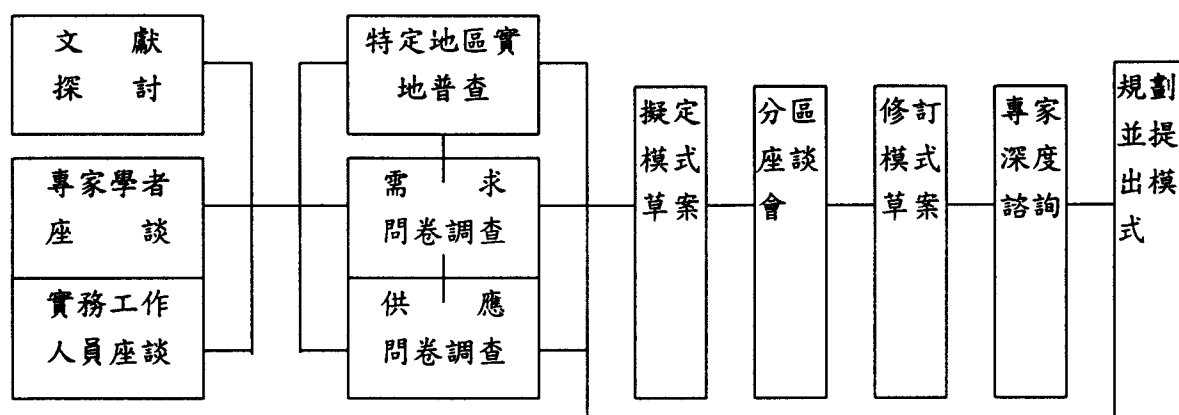 文獻
探討
專家學者
座談
實務工作
人員座談
特定地區實
地普查
需求
問卷調查
供應
問卷調查
擬定
模式
草案
分區
座談
會
修訂
模式
草案
專家
深度
諮詢
規劃
並提
出模
式